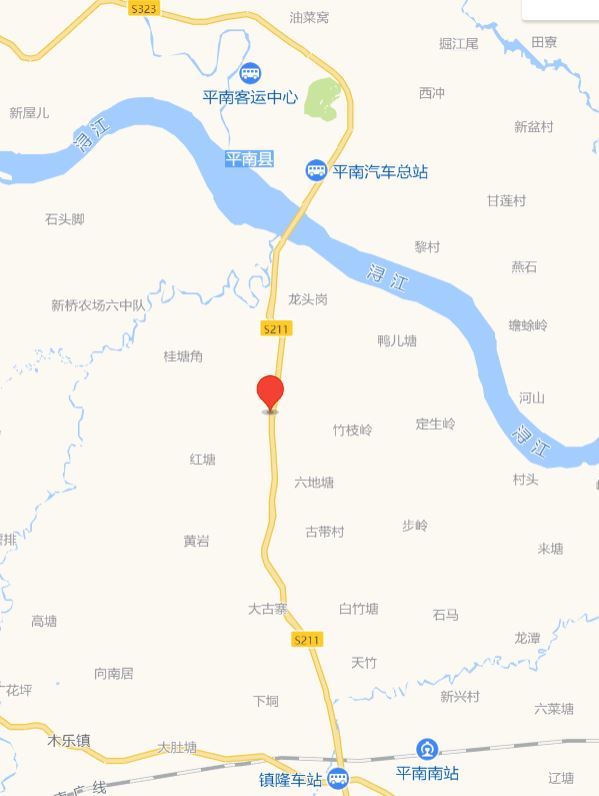 S323
油菜窝
掘江尾
田寮
平南客运中心
西冲
新屋儿
浔江
新盆村
平南县
平南汽车总站
甘莲村
石头脚
黎村
燕石
浔江
新桥农场六中队
龙头岗
S211
鸭儿塘
蟾蜍岭
桂塘角
河山
竹枝岭
定生岭
浔江
红塘
六地塘
村头
古带村
步岭
黄岩
来塘
大古寨
白竹塘
石马
高塘
S211
龙潭
天竹
向南居
花坪
下垌
新兴村
六菜塘
木乐镇
大肚塘
平南南站
镇隆车站
辽塘
南广线